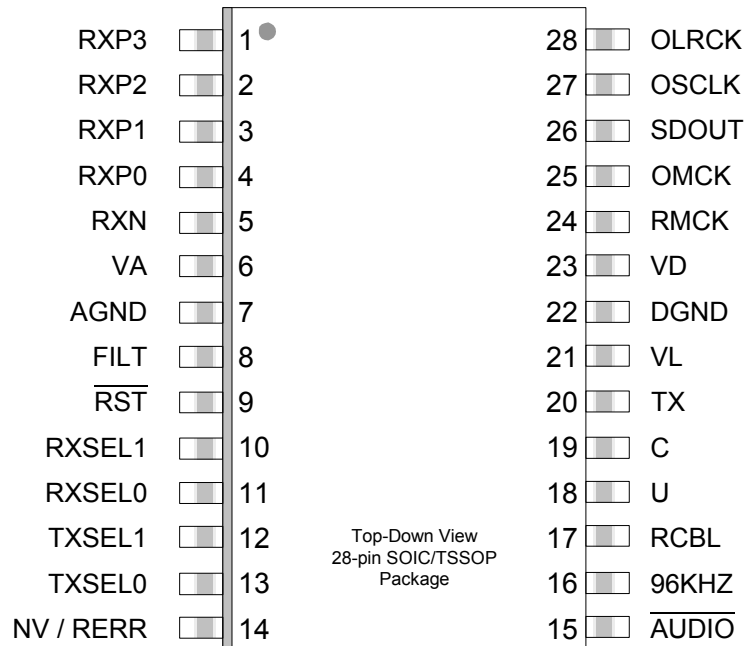 RXP3 1 28 OLRCK
RXP2 2 27 OSCLK
RXP1 3 26 SDOUT
RXP0 4 25 OMCK
RXN 5 24 RMCK
VA 6 23 VD
AGND 7 22 DGND
FILT 8 21 VL
RST 9 20 TX
RXSEL1 10 19 C
RXSEL0 11 18 U
TXSEL1 12 Top-Down View 17 RCBL
28-pin SOIC/TSSOP
TXSEL0 13 Package 16 96KHZ
NV / RERR 14 15 AUDIO